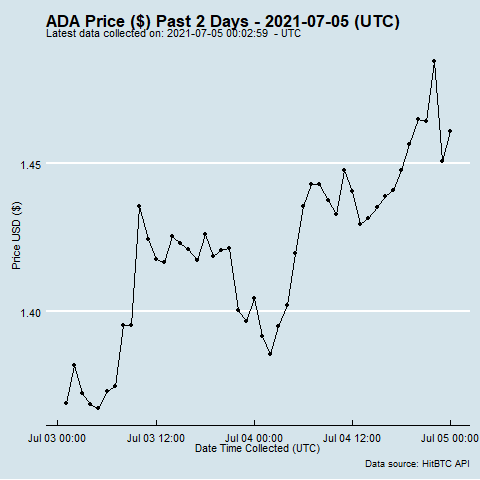 ADA Price ($) Past 2 Days - 2021-07-05 (UTC)
Latest data collected on: 2021-07-05 00:02:59  - UTC
1.45
Price USD ($)
1.40
Jul 03 00:00 Jul 03 12:00 Jul 04 00:00 Jul 04 12:00 Jul 05 00:00
Date Time Collected (UTC)
Data source: HitBTC API